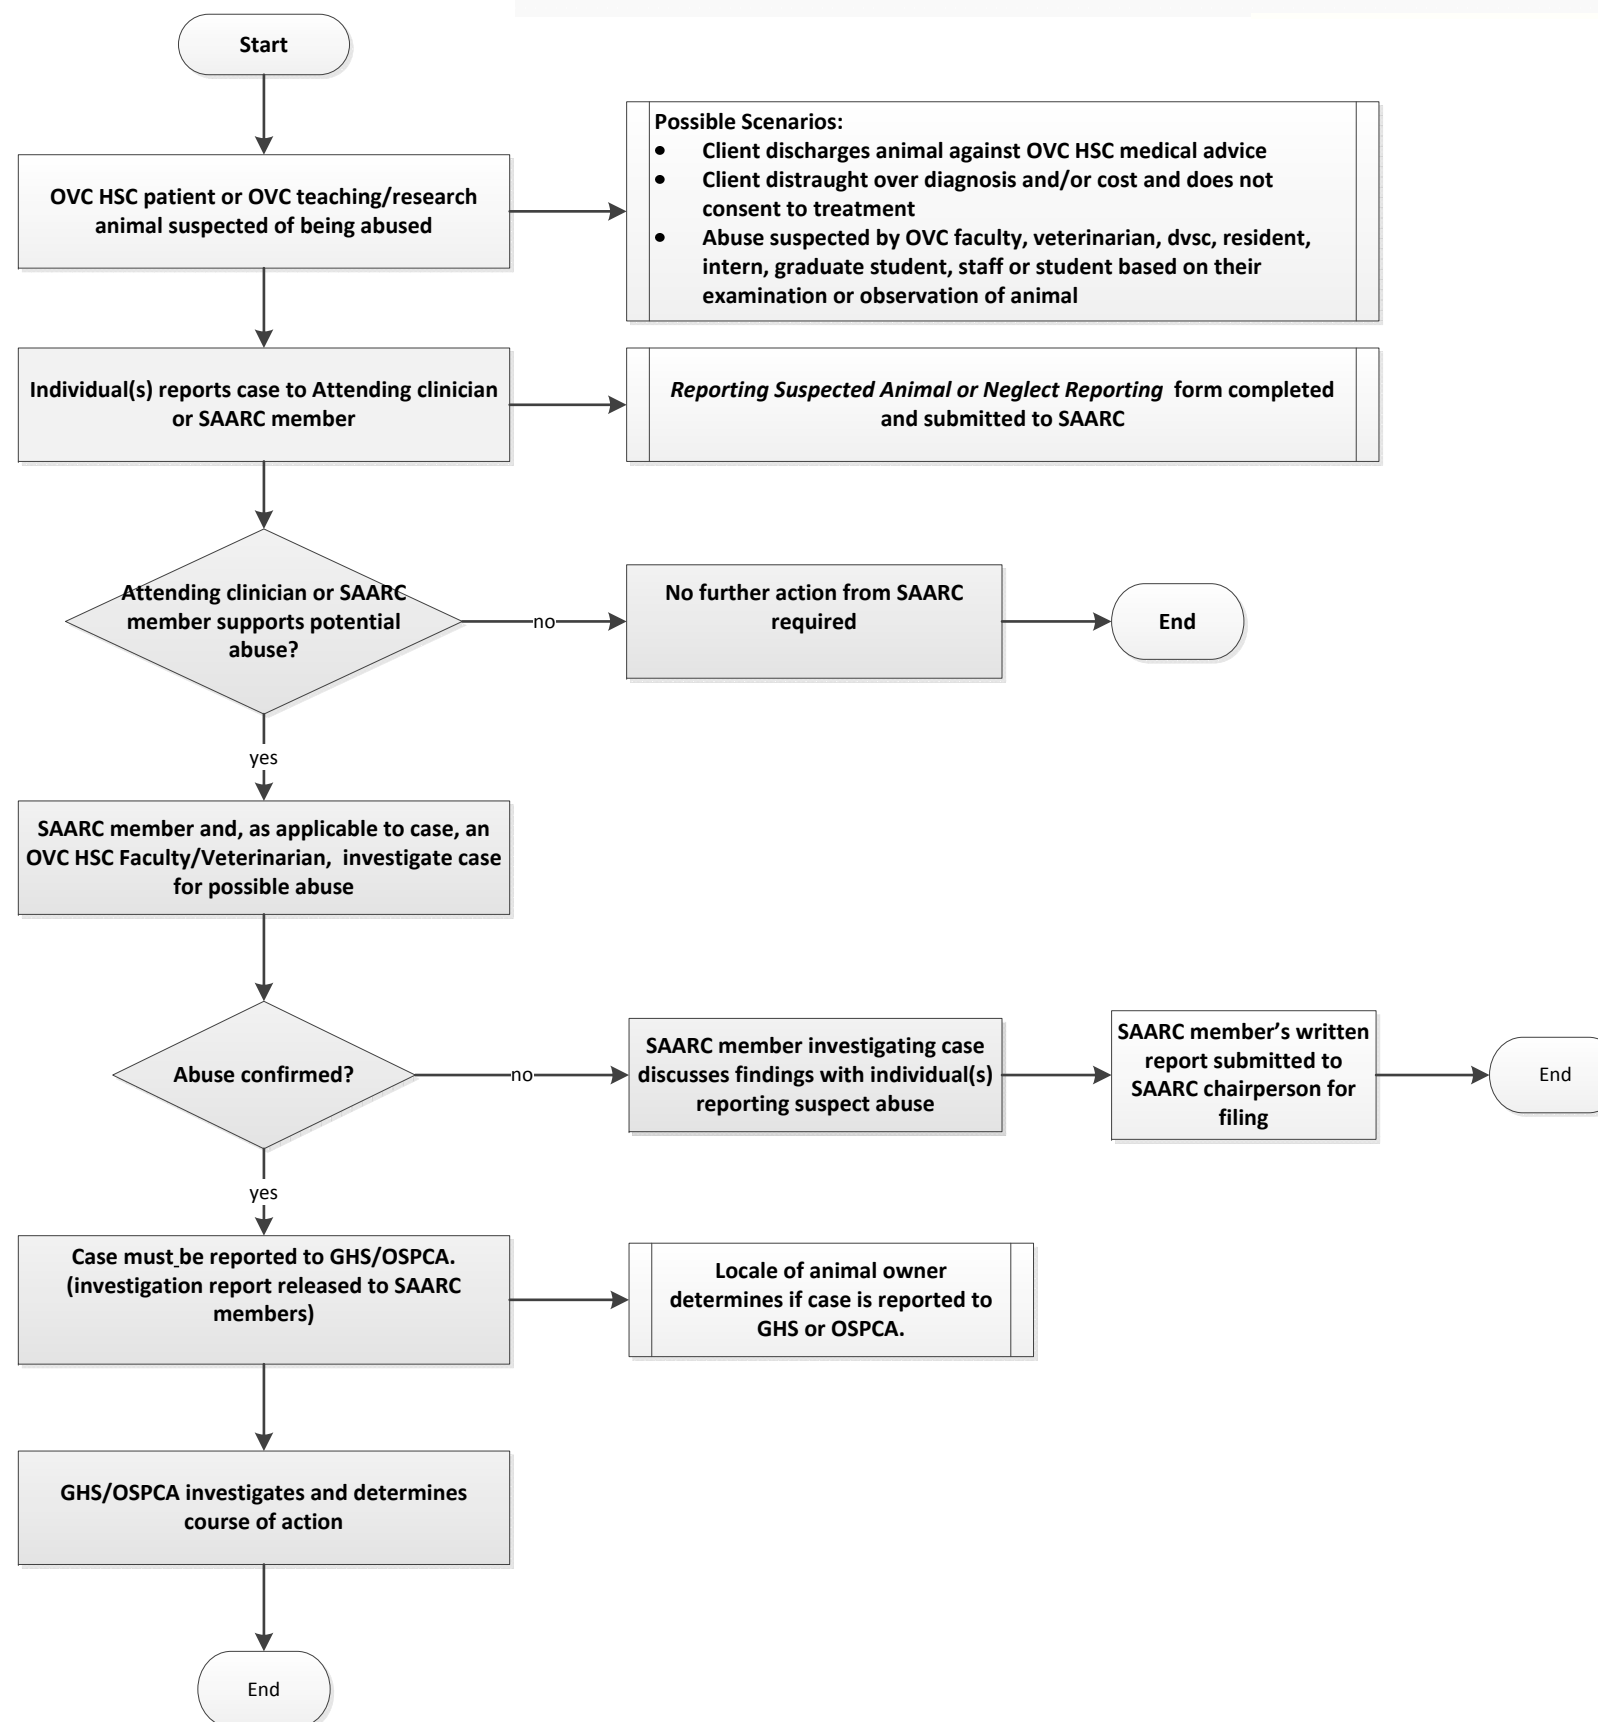 Start
OVC HSC patient or OVC teaching/research
animal suspected of being abused
Possible Scenarios:
• Client discharges animal against OVC HSC medical advice
• Client distraught over diagnosis and/or cost and does not
consent to treatment
• Abuse suspected by OVC faculty, veterinarian, dvsc, resident,
intern, graduate student, staff or student based on their
examination or observation of animal
Individual(s) reports case to Attending clinician
or SAARC member
Reporting Suspected Animal or Neglect Reporting form completed
and submitted to SAARC
Attending clinician or SAARC
member supports potential
abuse?
no
No further action from SAARC
required
End
yes
SAARC member and, as applicable to case, an
OVC HSC Faculty/Veterinarian, investigate case
for possible abuse
Abuse confirmed?
no
SAARC member investigating case
discusses findings with individual(s)
reporting suspect abuse
SAARC member’s written
report submitted to
SAARC chairperson for
filing
End
yes
Case must be reported to GHS/OSPCA.
(investigation report released to SAARC
members)
Locale of animal owner
determines if case is reported to
GHS or OSPCA.
GHS/OSPCA investigates and determines
course of action
End